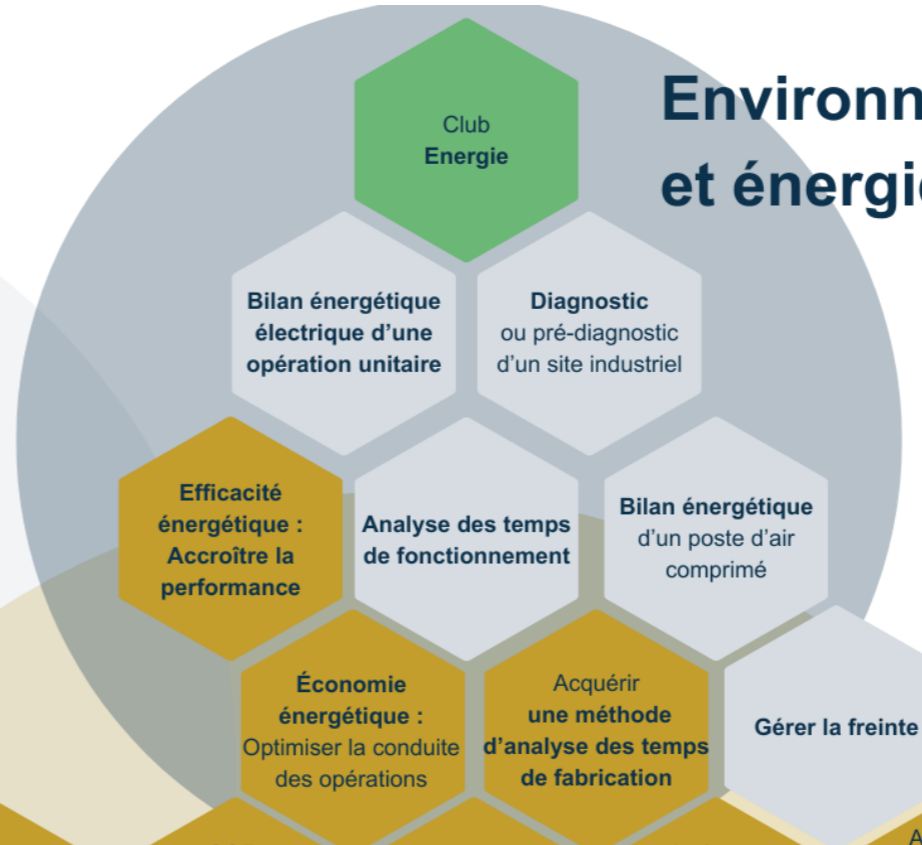 Club
Energie
Environn
et énergie
Bilan énergétique
électrique d'une
opération unitaire
Diagnostic
ou pré-diagnostic
d'un site industriel
Efficacité
énergétique :
Accroître la
performance
Analyse des temps
de fonctionnement
Bilan énergétique
d'un poste d'air
comprimé
Économie
énergétique :
Optimiser la conduite
des opérations
Acquérir
une méthode
d'analyse des temps
de fabrication
Gérer la freinte
A